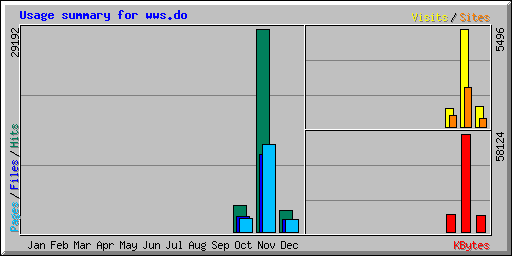 Usage summary for wws.do
Visits / Sites
29192
5496
58124
Pages / Files / Hits
Jan Feb Mar Apr May Jun Jul Aug Sep Oct Nov Dec
KBytes